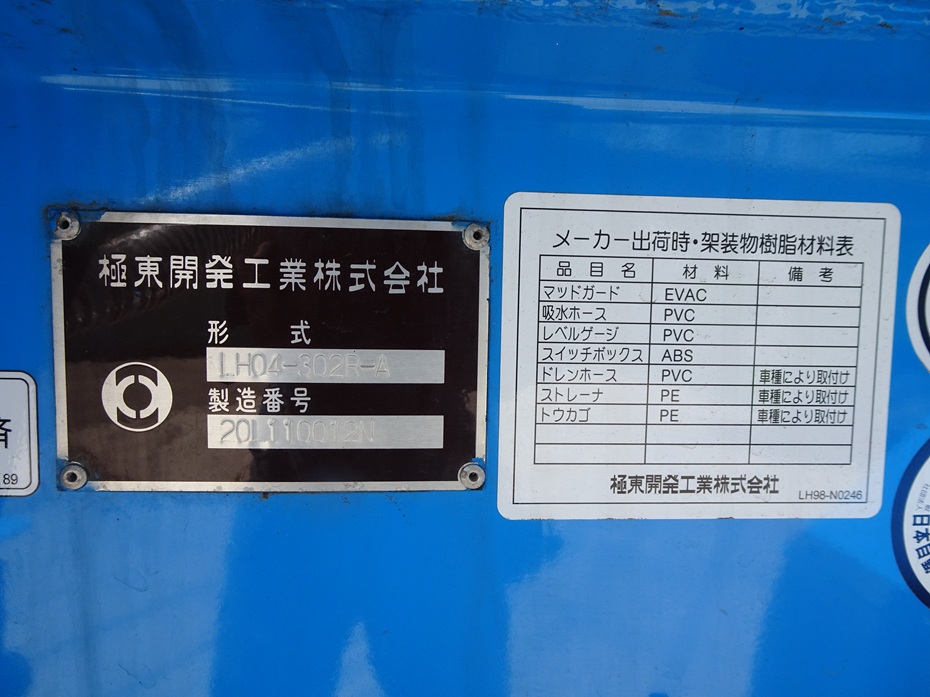 極東開発工業株式会社
形 式
LH04-302R-A
製造番号
20L110012N
メーカー出荷時・架装物樹脂材料表
品目名 材料 備考
マッドガード EVAC
吸水ホース PVC
レベルゲージ PVC
スイッチボックス ABS
ドレンホース PVC 車種により取付け
ストレーナ PE 車種により取付け
トウカゴ PE 車種により取付け
極東開発工業株式会社
LH98-N0246
済
89
日本自